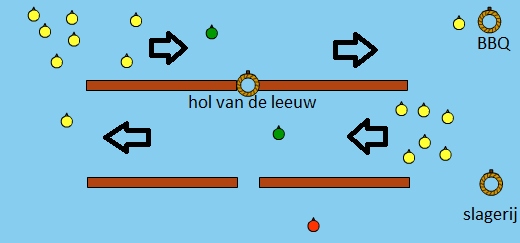 BBQ
hol van de leeuw
slagerij